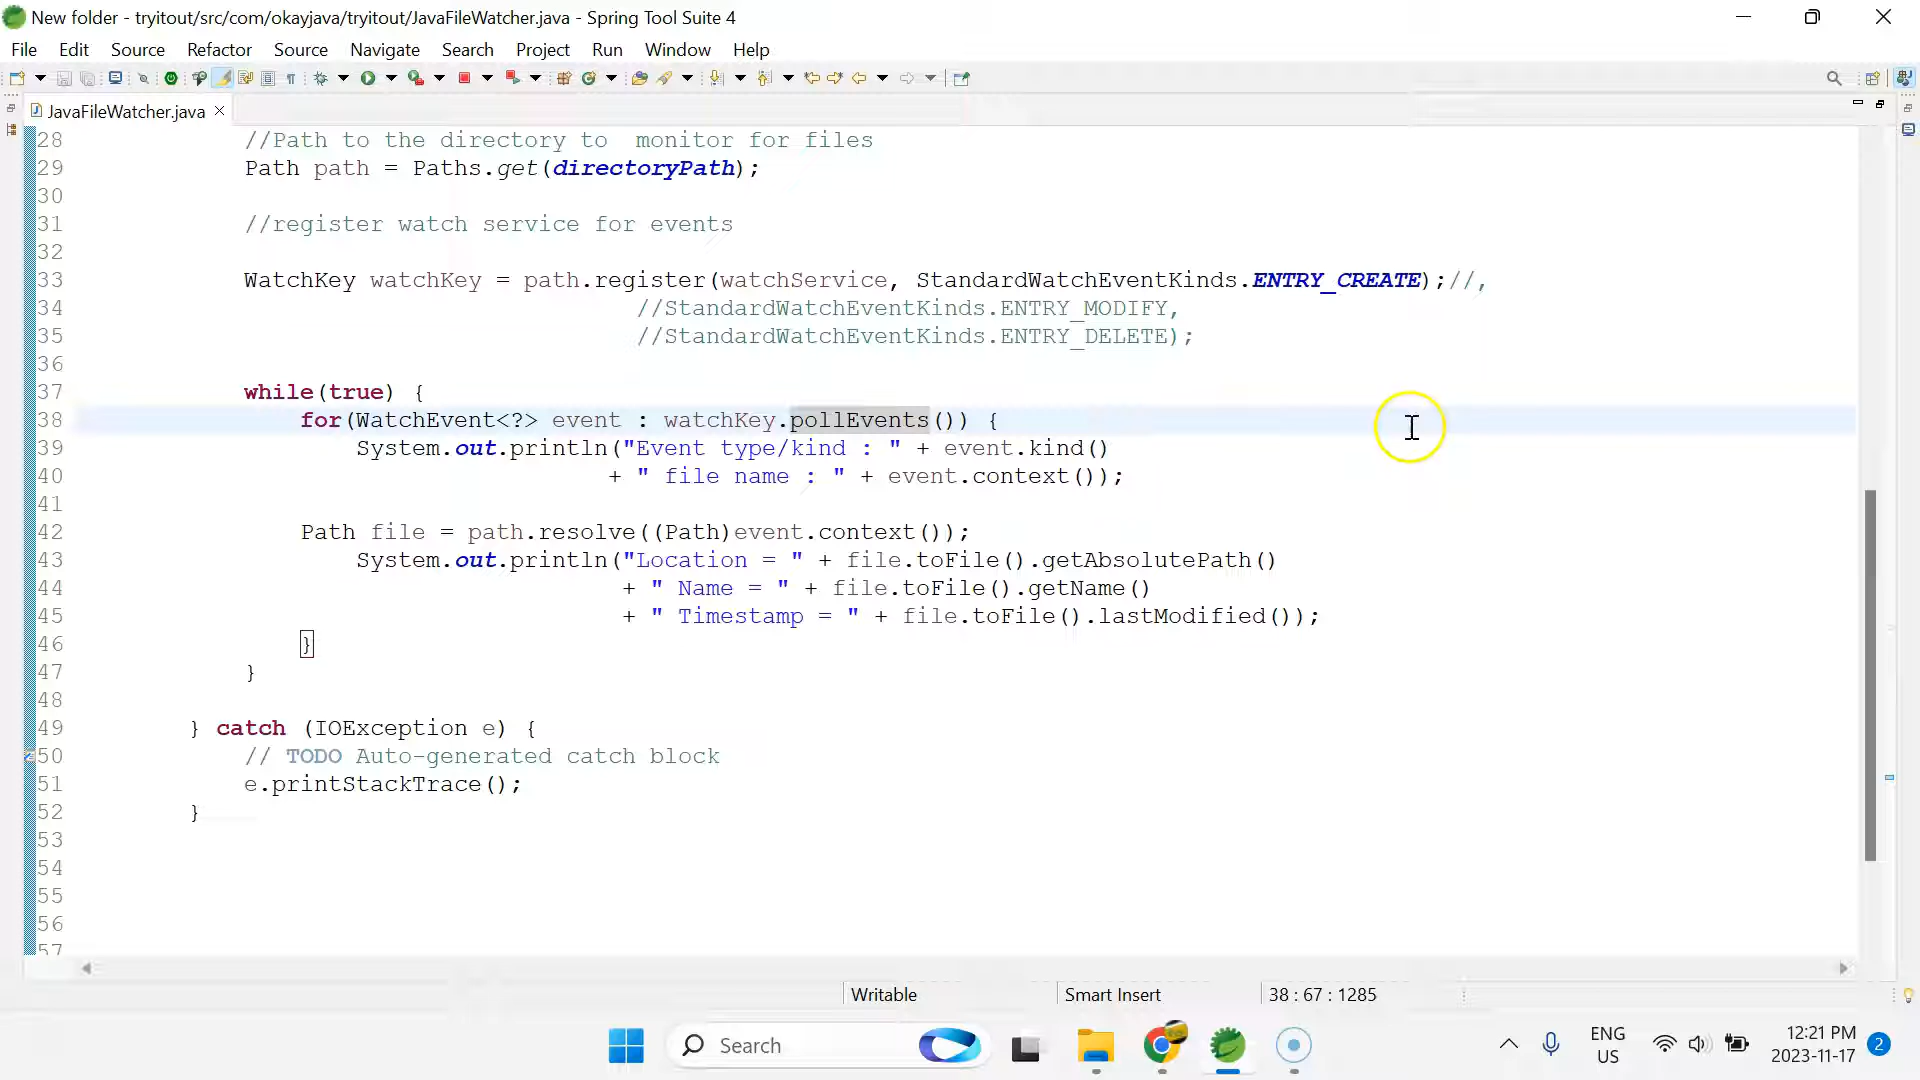 New folder - tryitout/src/com/okayjava/tryitout/JavaFileWatcher.java - Spring Tool Suite 4
File Edit Source Refactor Source Navigate Search Project Run Window Help
JavaFileWatcher.java
28 //Path to the directory to  monitor for files
29 Path path = Paths.get(directoryPath);
30
31 //register watch service for events
32
33 WatchKey watchKey = path.register(watchService, StandardWatchEventKinds.ENTRY_CREATE);//,
34 //StandardWatchEventKinds.ENTRY_MODIFY,
35 //StandardWatchEventKinds.ENTRY_DELETE);
36
37 while(true) {
38 for(WatchEvent<?> event : watchKey.pollEvents()) {
39 System.out.println("Event type/kind : " + event.kind()
40 + " file name : " + event.context());
41
42 Path file = path.resolve((Path)event.context());
43 System.out.println("Location = " + file.toFile().getAbsolutePath()
44 + " Name = " + file.toFile().getName()
45 + " Timestamp = " + file.toFile().lastModified());
46 }
47 }
48
49 } catch (IOException e) {
50 // TODO Auto-generated catch block
51 e.printStackTrace();
52 }
53
54
55
56
57
Writable Smart Insert 38 : 67 : 1285
Search
ENG
US
12:21 PM
2023-11-17
2